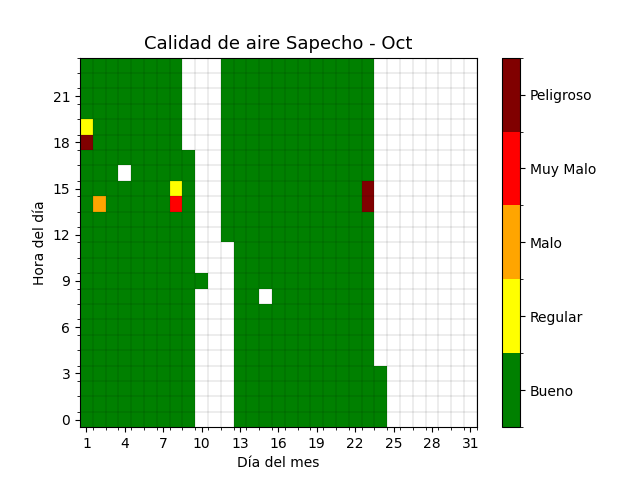 Calidad de aire Sapecho - Oct
21
18
15
12
9
6
3
0
Hora del día
1 4 7 10 13 16 19 22 25 28 31
Día del mes
Peligroso
Muy Malo
Malo
Regular
Bueno